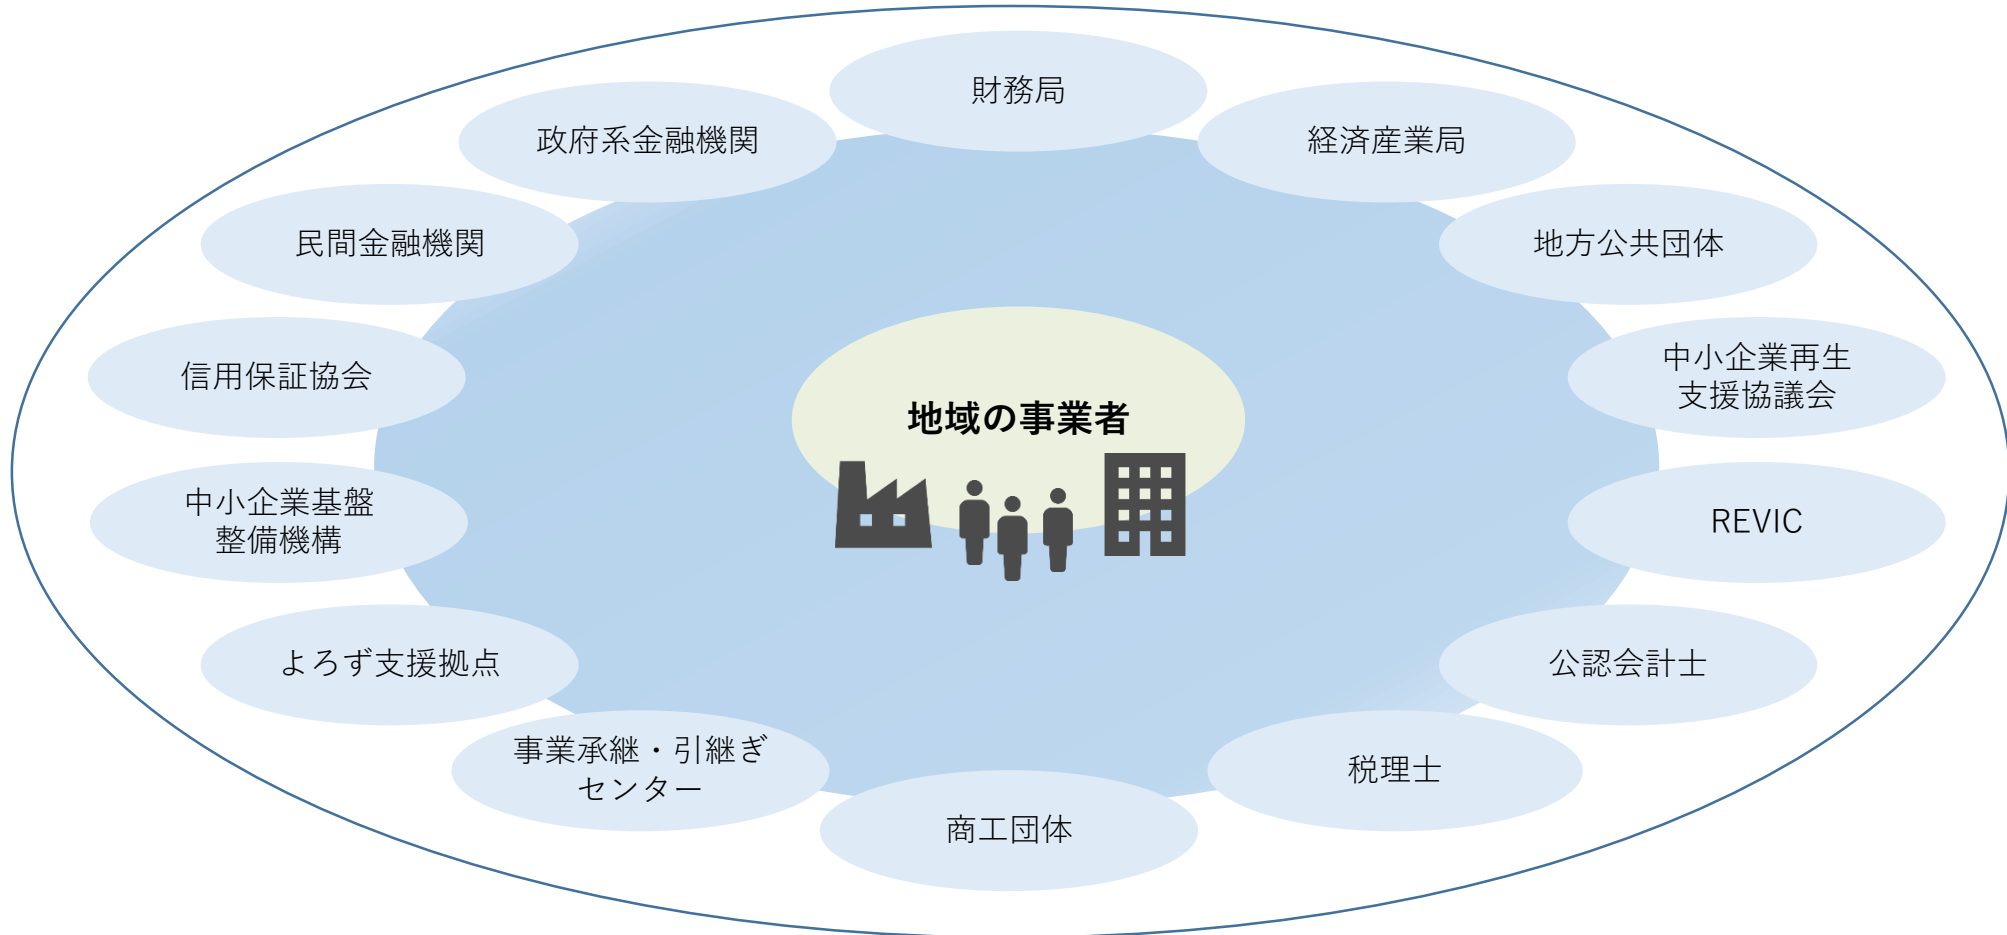 財務局
政府系金融機関
経済産業局
民間金融機関
地方公共団体
信用保証協会
中小企業再生
支援協議会
地域の事業者
中小企業基盤
整備機構
REVIC
よろず支援拠点
公認会計士
事業承継・引継ぎ
センター
税理士
商工団体